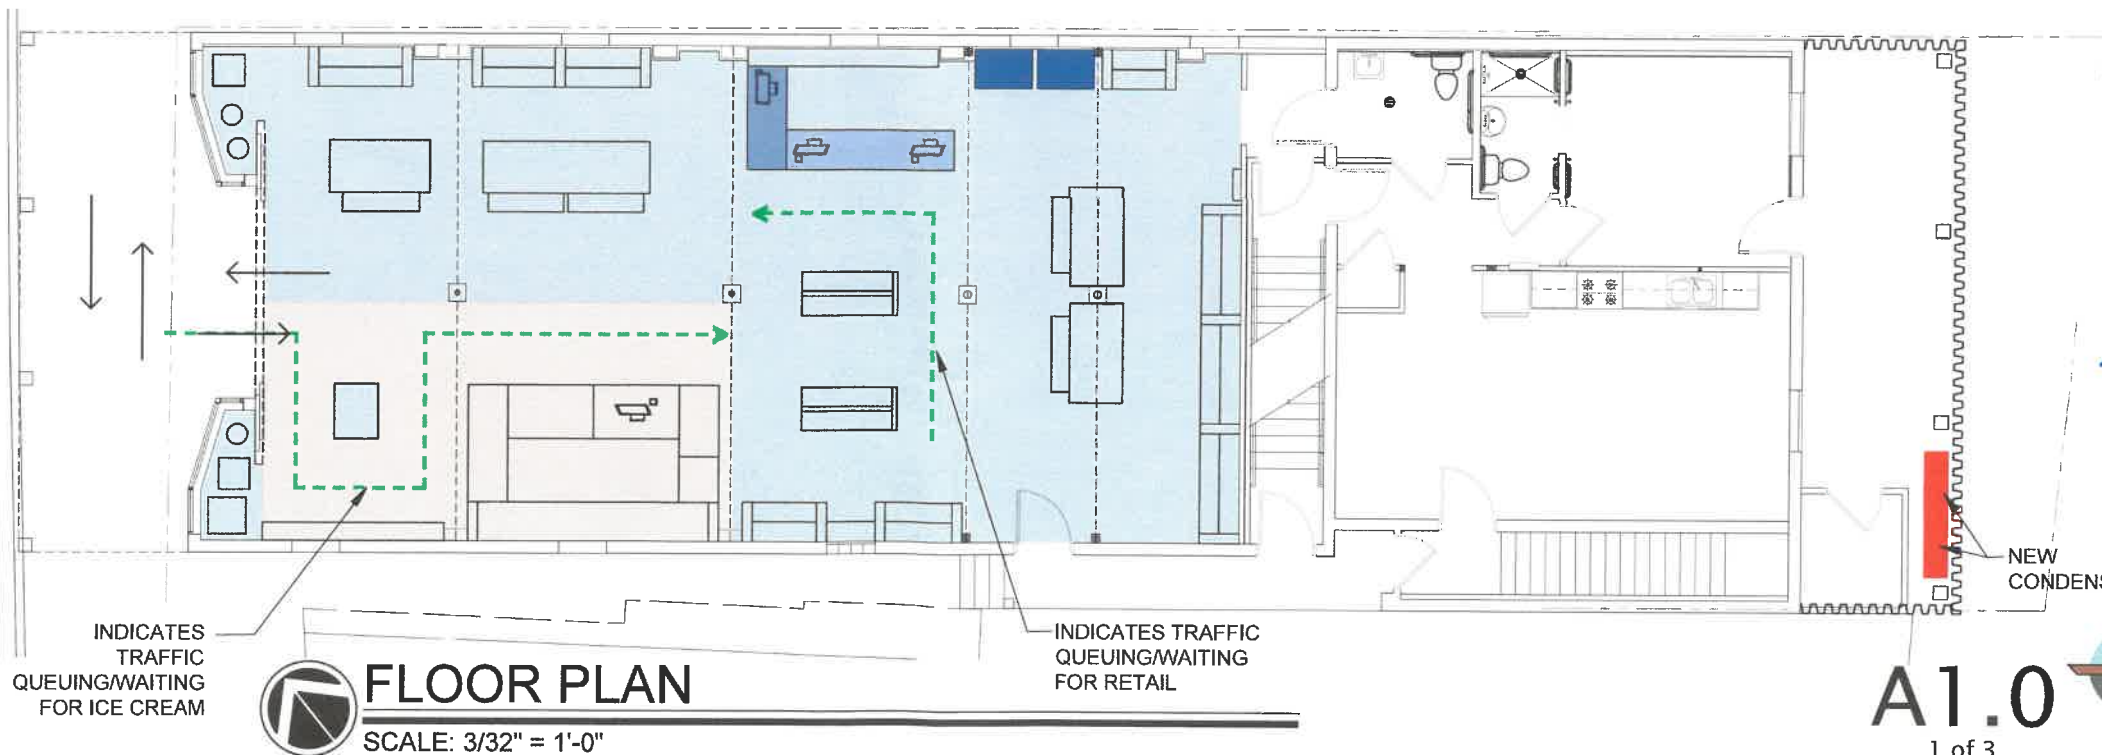 INDICATES
TRAFFIC
QUEUING/WAITING
FOR ICE CREAM
FLOOR PLAN
SCALE: 3/32" = 1'-0"
INDICATES TRAFFIC
QUEUING/WAITING
FOR RETAIL
NEW
CONDENS
A1.0
1 of 3